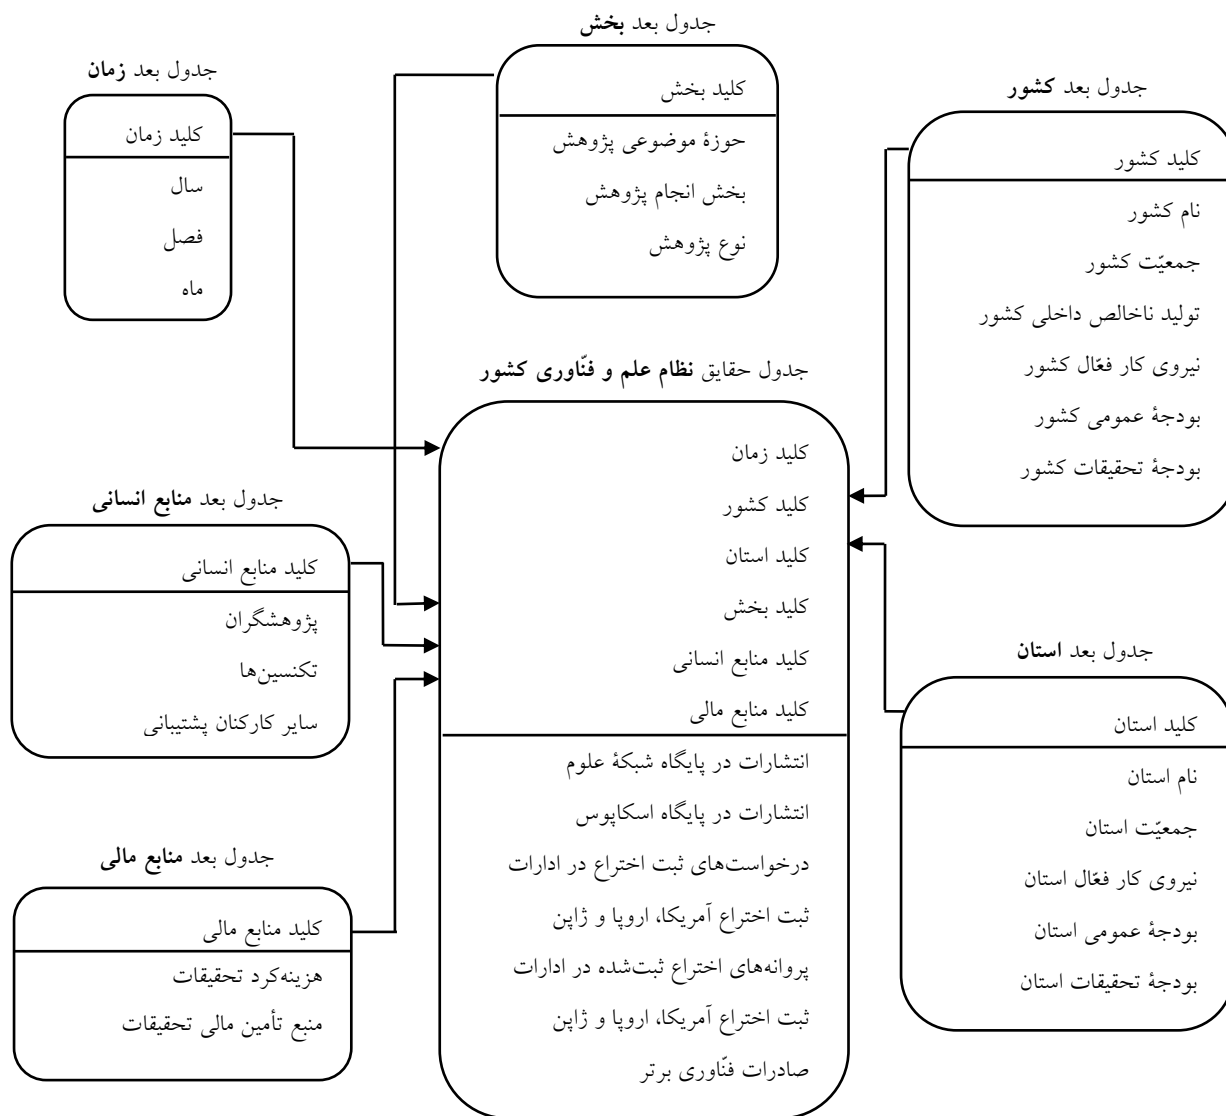 جدول بعد بخش
کلید بخش
حوزهٔ موضوعی پژوهش
بخش انجام پژوهش
نوع پژوهش
جدول بعد کشور
کلید کشور
نام کشور
جمعیّت کشور
تولید ناخالص داخلی کشور
نیروی کار فعّال کشور
بودجهٔ عمومی کشور
بودجهٔ تحقیقات کشور
جدول بعد زمان
کلید زمان
سال
فصل
ماه
جدول حقایق نظام علم و فنّاوری کشور
کلید زمان
کلید کشور
کلید استان
کلید بخش
کلید منابع انسانی
کلید منابع مالی
انتشارات در پایگاه شبکهٔ علوم
انتشارات در پایگاه اسکاپوس
درخواست‌های ثبت اختراع در ادارات
ثبت اختراع آمریکا، اروپا و ژاپن
پروانه‌های اختراع ثبت‌شده در ادارات
ثبت اختراع آمریکا، اروپا و ژاپن
صادرات فنّاوری برتر
جدول بعد استان
کلید استان
نام استان
جمعیّت استان
نیروی کار فعّال استان
بودجهٔ عمومی استان
بودجهٔ تحقیقات استان
جدول بعد منابع انسانی
کلید منابع انسانی
پژوهشگران
تکنسین‌ها
سایر کارکنان پشتیبانی
جدول بعد منابع مالی
کلید منابع مالی
هزینه‌کرد تحقیقات
منبع تأمین مالی تحقیقات